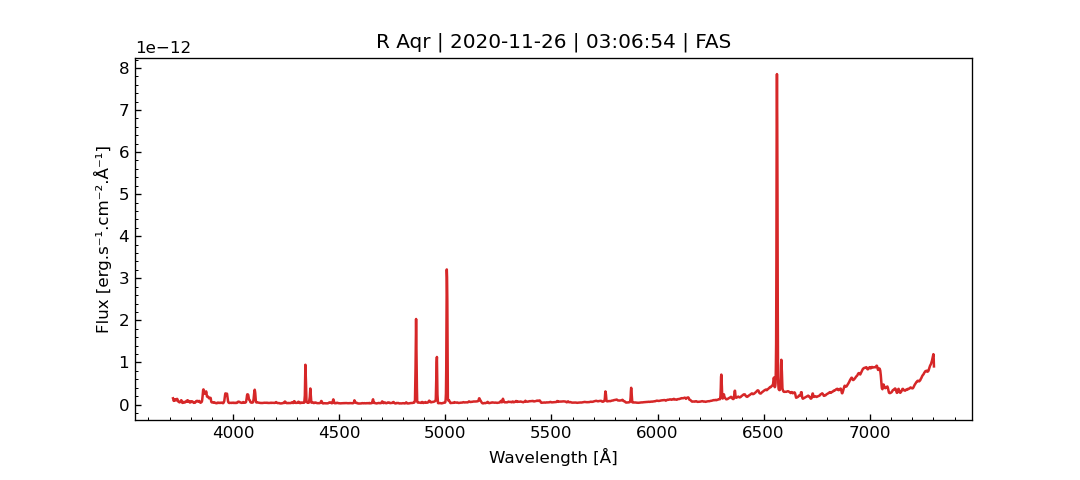 R Aqr | 2020-11-26 | 03:06:54 | FAS
1e−12
8
7
6
5
4
3
2
1
0
Flux [erg.s⁻¹.cm⁻².Å⁻¹]
4000 4500 5000 5500 6000 6500 7000
Wavelength [Å]